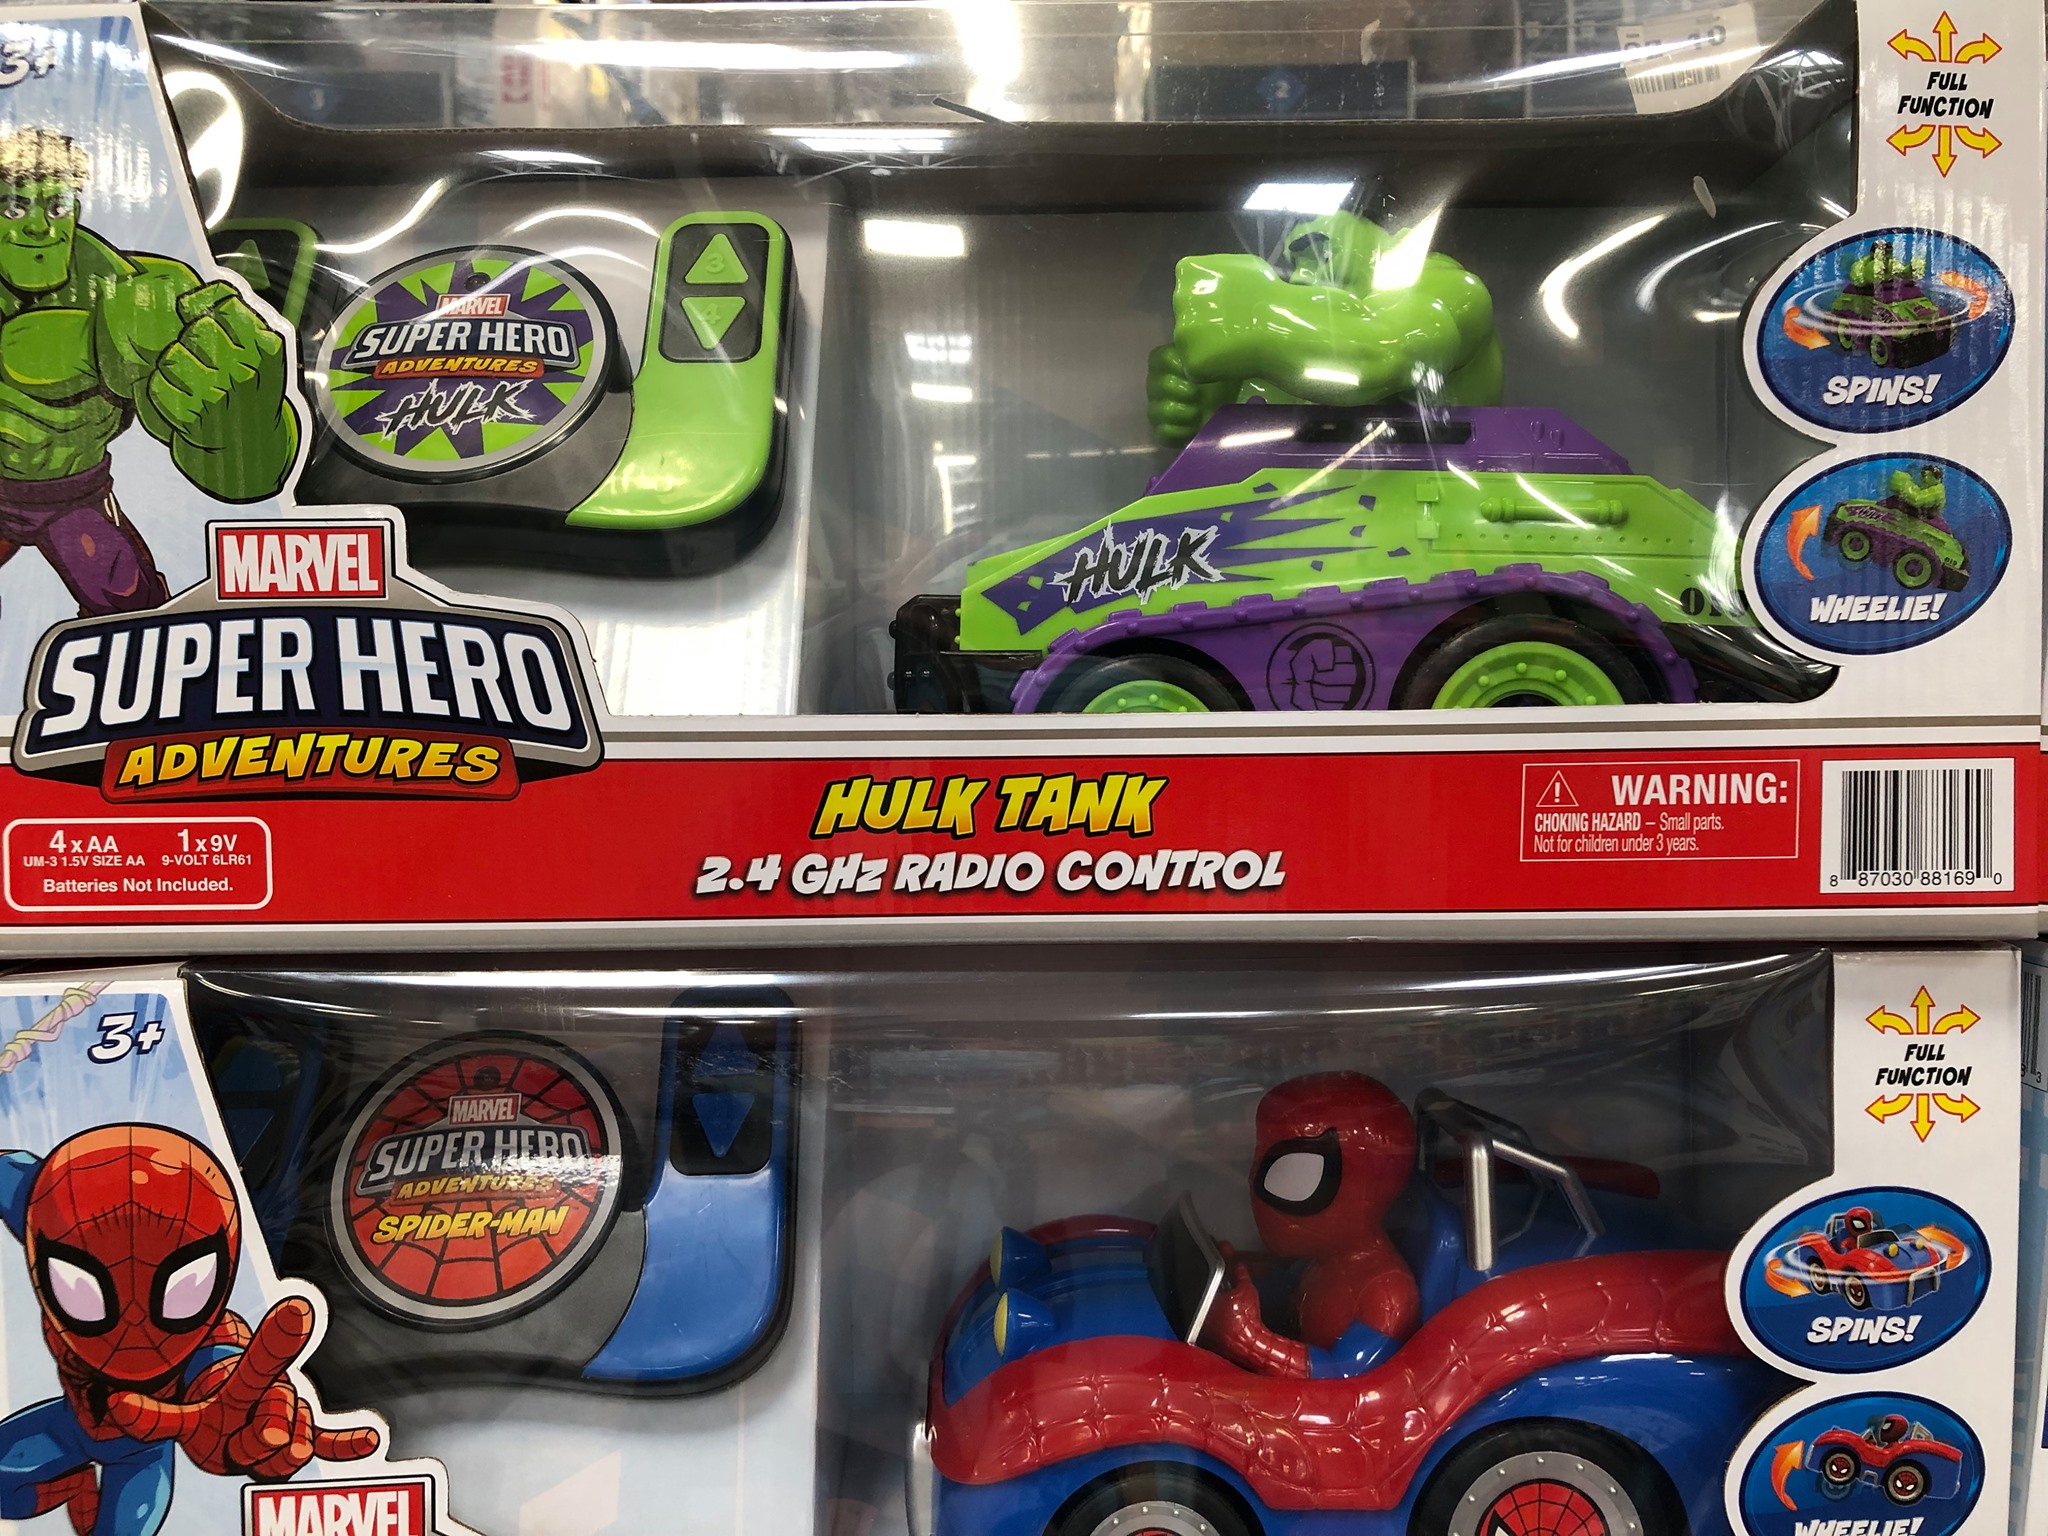 3+
FULL
FUNCTION
3
4
MARVEL
SUPER HERO
ADVENTURES
HULK
SPINS!
HULK
WHEELIE!
MARVEL
SUPER HERO
ADVENTURES
HULK TANK
2.4 GHz RADIO CONTROL
4 x AA 1 x 9V
UM-3 1.5V SIZE AA 9-VOLT 6LR61
Batteries Not Included.
WARNING:
CHOKING HAZARD – Small parts.
Not for children under 3 years.
8 87030 88169 0
3+
FULL
FUNCTION
MARVEL
SUPER HERO
ADVENTURES
SPIDER-MAN
SPINS!
MARVEL
WHEELIE!